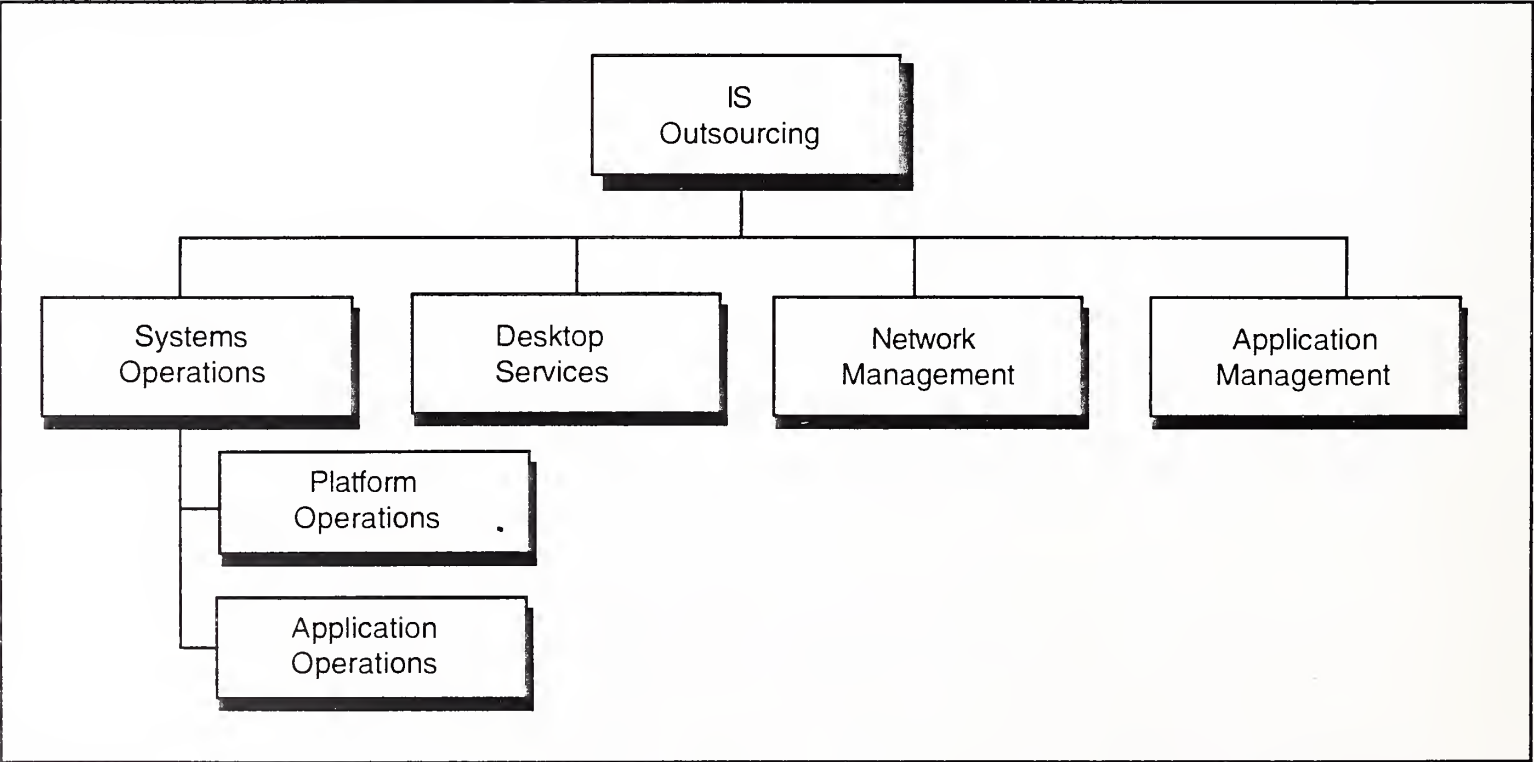 IS
Outsourcing
Systems
Operations
Desktop
Services
Network
Management
Application
Management
Platform
Operations
Application
Operations